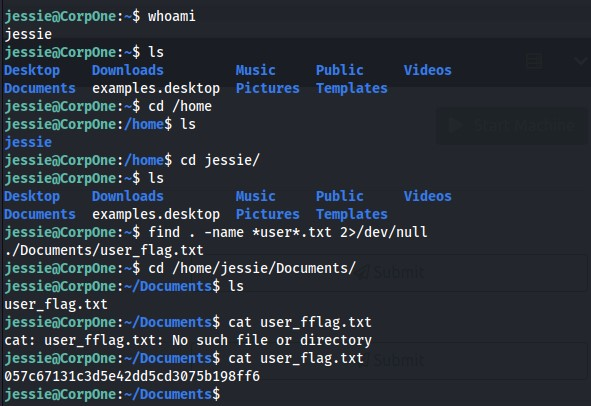 jessie@CorpOne:~$ whoami
jessie
jessie@CorpOne:~$ ls
Desktop    Downloads         Music     Public     Videos
Documents  examples.desktop  Pictures  Templates
jessie@CorpOne:~$ cd /home
jessie@CorpOne:/home$ ls
jessie
jessie@CorpOne:/home$ cd jessie/
jessie@CorpOne:~$ ls
Desktop    Downloads         Music     Public     Videos
Documents  examples.desktop  Pictures  Templates
jessie@CorpOne:~$ find . -name *user*.txt 2>/dev/null
./Documents/user_flag.txt
jessie@CorpOne:~$ cd /home/jessie/Documents/
jessie@CorpOne:~/Documents$ ls
user_flag.txt
jessie@CorpOne:~/Documents$ cat user_fflag.txt
cat: user_fflag.txt: No such file or directory
jessie@CorpOne:~/Documents$ cat user_flag.txt
057c67131c3d5e42dd5cd3075b198ff6
jessie@CorpOne:~/Documents$
Start Machine
Submit
Submit